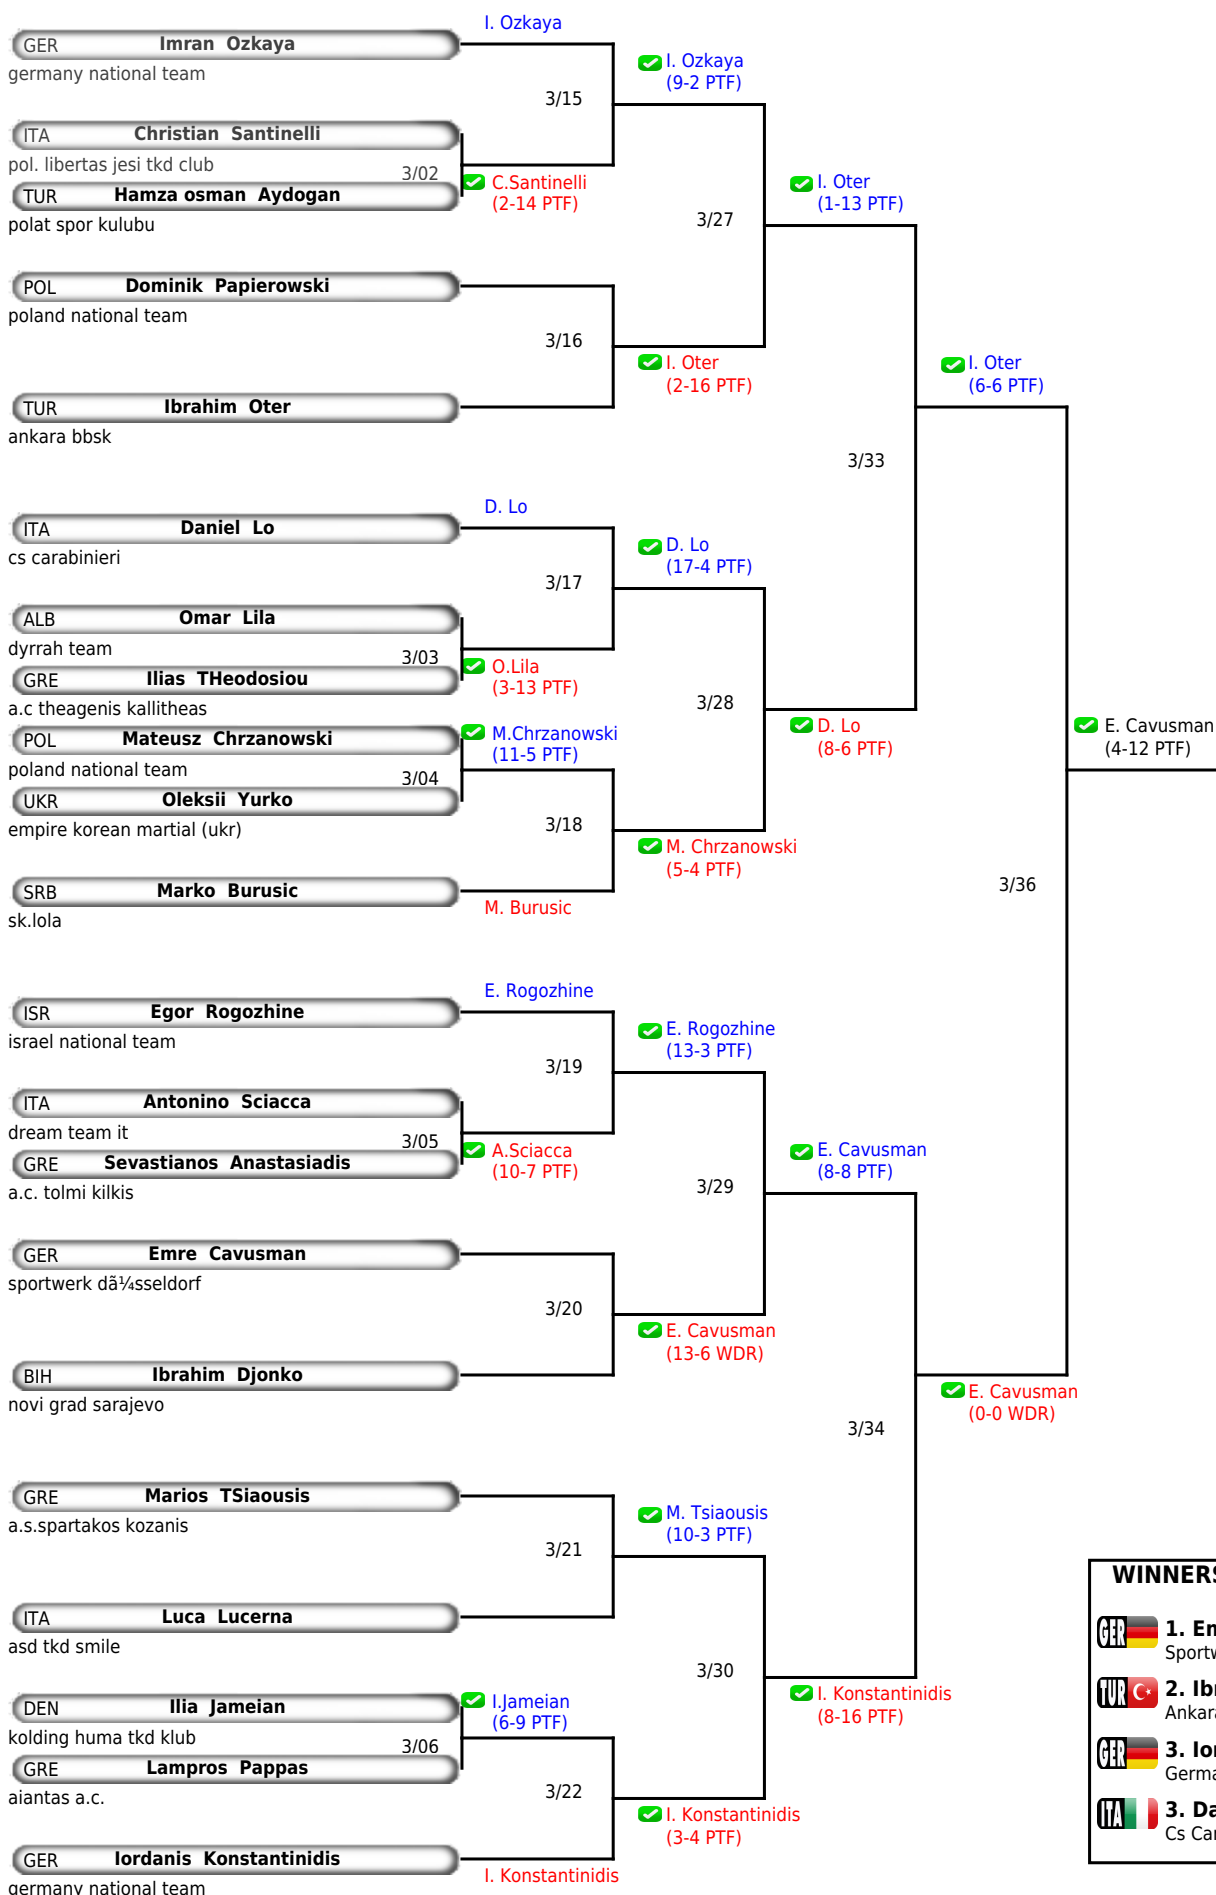 I. Ozkaya
GER Imran Ozkaya
germany national team
I. Ozkaya
(9-2 PTF)
3/15
ITA Christian Santinelli
pol. libertas jesi tkd club
3/02
C.Santinelli
(2-14 PTF)
TUR Hamza osman Aydogan
polat spor kulubu
I. Oter
(1-13 PTF)
3/27
POL Dominik Papierowski
poland national team
3/16
I. Oter
(2-16 PTF)
I. Oter
(6-6 PTF)
TUR Ibrahim Oter
ankara bbsk
3/33
D. Lo
ITA Daniel Lo
cs carabinieri
D. Lo
(17-4 PTF)
3/17
ALB Omar Lila
dyrrah team
3/03
O.Lila
(3-13 PTF)
GRE Ilias THeodosiou
a.c theagenis kallitheas
3/28
D. Lo
(8-6 PTF)
E. Cavusman
(4-12 PTF)
POL Mateusz Chrzanowski
M.Chrzanowski
(11-5 PTF)
poland national team
3/04
UKR Oleksii Yurko
empire korean martial (ukr)
3/18
M. Chrzanowski
(5-4 PTF)
3/36
SRB Marko Burusic
sk.lola
M. Burusic
E. Rogozhine
ISR Egor Rogozhine
israel national team
E. Rogozhine
(13-3 PTF)
3/19
ITA Antonino Sciacca
dream team it
3/05
A.Sciacca
(10-7 PTF)
GRE Sevastianos Anastasiadis
a.c. tolmi kilkis
E. Cavusman
(8-8 PTF)
3/29
GER Emre Cavusman
sportwerk dã¼sseldorf
3/20
E. Cavusman
(13-6 WDR)
BIH Ibrahim Djonko
novi grad sarajevo
E. Cavusman
(0-0 WDR)
3/34
GRE Marios TSiaousis
a.s.spartakos kozanis
M. Tsiaousis
(10-3 PTF)
3/21
ITA Luca Lucerna
asd tkd smile
3/30
I. Konstantinidis
(8-16 PTF)
DEN Ilia Jameian
I.Jameian
(6-9 PTF)
kolding huma tkd klub
3/06
GRE Lampros Pappas
aiantas a.c.
3/22
I. Konstantinidis
(3-4 PTF)
GER Iordanis Konstantinidis
germany national team
I. Konstantinidis
WINNERS
GER 1. Em
Sportw
TUR 2. Ibr
Ankara
GER 3. Ior
Germa
ITA 3. Da
Cs Car